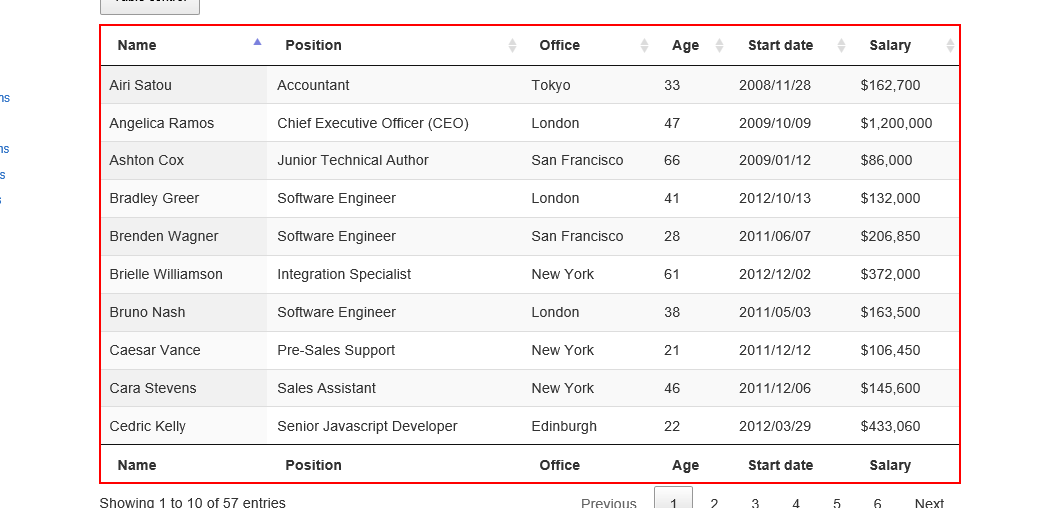 Table control
Name Position Office Age Start date Salary
Airi Satou Accountant Tokyo 33 2008/11/28 $162,700
Angelica Ramos Chief Executive Officer (CEO) London 47 2009/10/09 $1,200,000
Ashton Cox Junior Technical Author San Francisco 66 2009/01/12 $86,000
Bradley Greer Software Engineer London 41 2012/10/13 $132,000
Brenden Wagner Software Engineer San Francisco 28 2011/06/07 $206,850
Brielle Williamson Integration Specialist New York 61 2012/12/02 $372,000
Bruno Nash Software Engineer London 38 2011/05/03 $163,500
Caesar Vance Pre-Sales Support New York 21 2011/12/12 $106,450
Cara Stevens Sales Assistant New York 46 2011/12/06 $145,600
Cedric Kelly Senior Javascript Developer Edinburgh 22 2012/03/29 $433,060
Name Position Office Age Start date Salary
Showing 1 to 10 of 57 entries Previous 1 2 3 4 5 6 Next